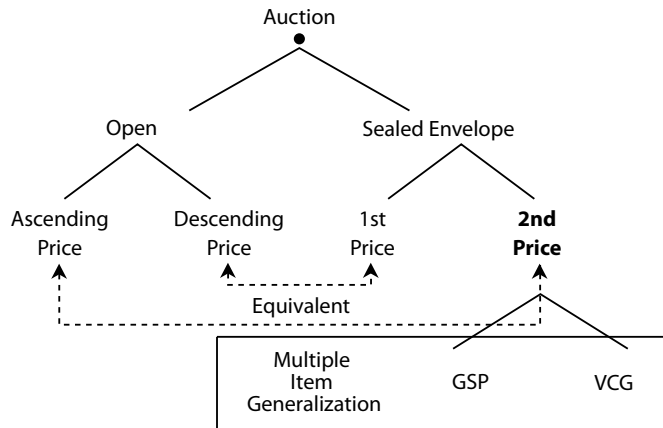 Auction
Open
Sealed Envelope
Ascending
Price
Descending
Price
1st
Price
2nd
Price
Equivalent
Multiple
Item
Generalization
GSP
VCG